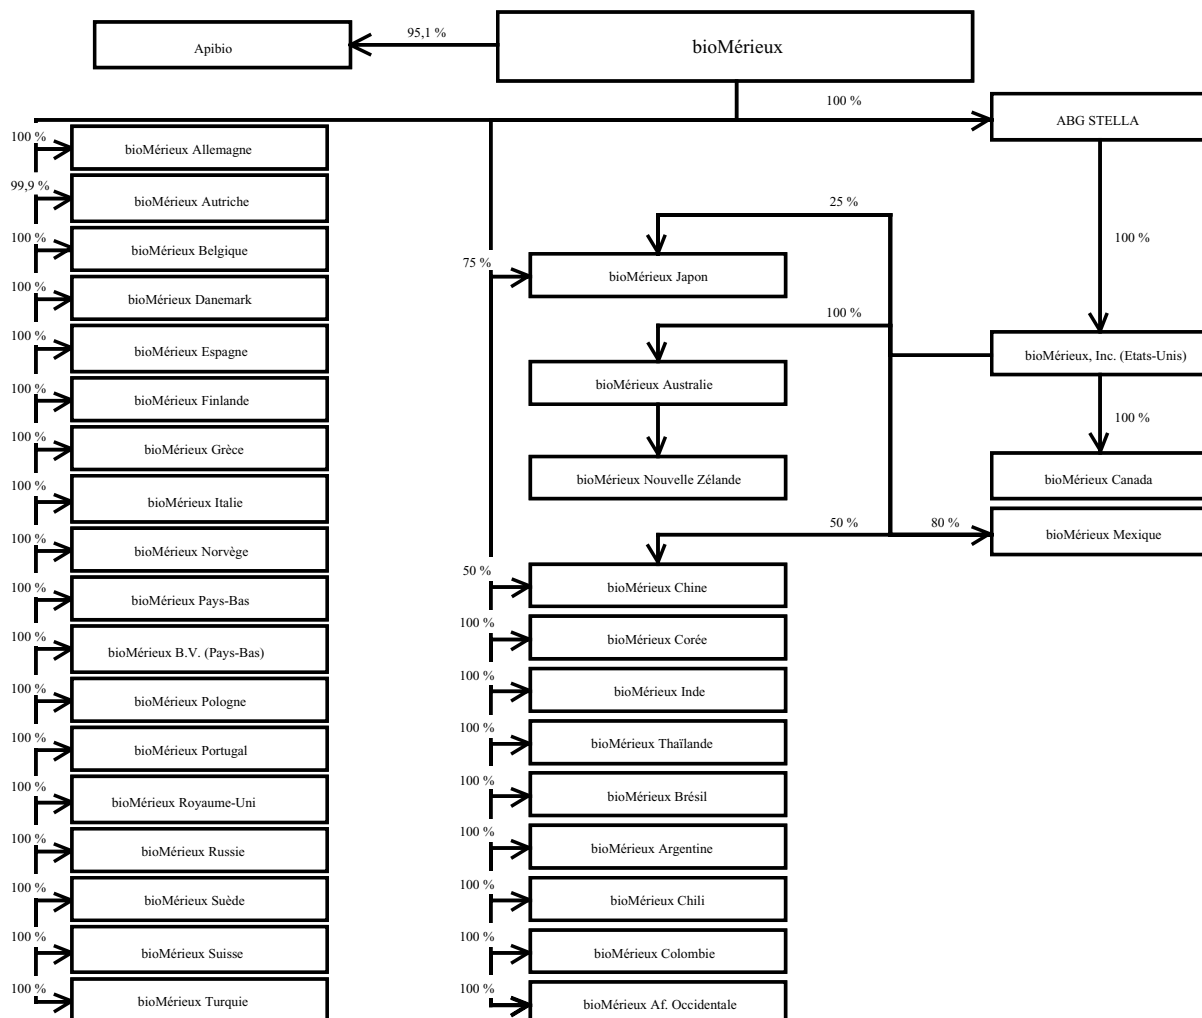 bioMérieux
95,1 %
Apibio
100 %
ABG STELLA
100 %
bioMérieux Allemagne
99,9 %
bioMérieux Autriche
100 %
bioMérieux Belgique
100 %
bioMérieux Danemark
100 %
bioMérieux Espagne
100 %
bioMérieux Finlande
100 %
bioMérieux Grèce
100 %
bioMérieux Italie
100 %
bioMérieux Norvège
100 %
bioMérieux Pays-Bas
100 %
bioMérieux B.V. (Pays-Bas)
100 %
bioMérieux Pologne
100 %
bioMérieux Portugal
100 %
bioMérieux Royaume-Uni
100 %
bioMérieux Russie
100 %
bioMérieux Suède
100 %
bioMérieux Suisse
100 %
bioMérieux Turquie
25 %
75 %
bioMérieux Japon
100 %
bioMérieux Australie
bioMérieux Nouvelle Zélande
50 %
50 %
bioMérieux Chine
100 %
bioMérieux Corée
100 %
bioMérieux Inde
100 %
bioMérieux Thaïlande
100 %
bioMérieux Brésil
100 %
bioMérieux Argentine
100 %
bioMérieux Chili
100 %
bioMérieux Colombie
100 %
bioMérieux Af. Occidentale
100 %
bioMérieux, Inc. (Etats-Unis)
100 %
bioMérieux Canada
80 %
bioMérieux Mexique